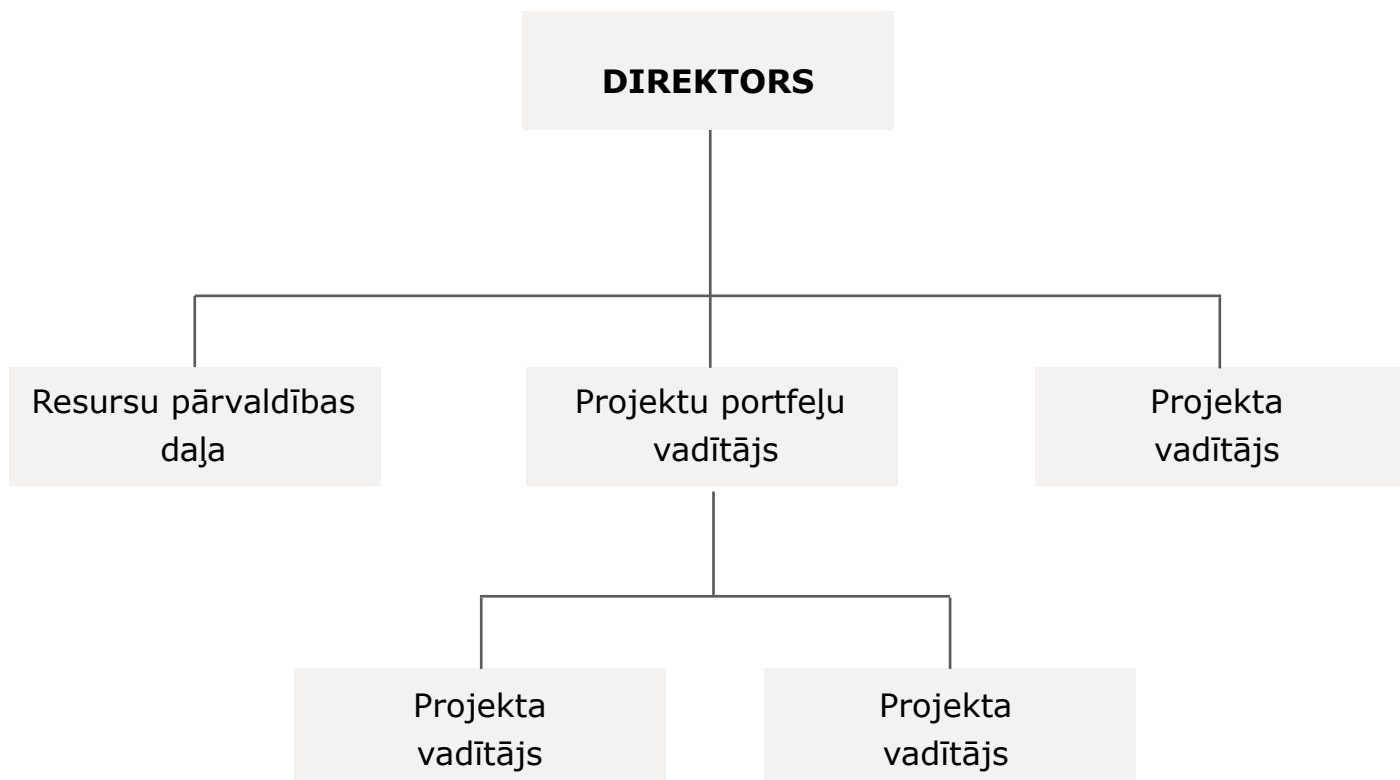 DIREKTORS
Resursu pārvaldības
daļa
Projektu portfeļu
vadītājs
Projekta
vadītājs
Projekta
vadītājs
Projekta
vadītājs